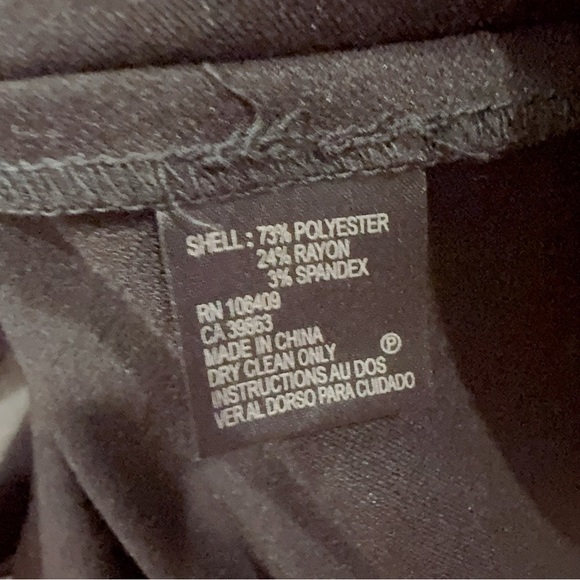 SHELL: 73% POLYESTER
24% RAYON
3% SPANDEX
RN 106409
CA 39863
MADE IN CHINA
DRY CLEAN ONLY Ⓟ
INSTRUCTIONS AU DOS
VER AL DORSO PARA CUIDADO